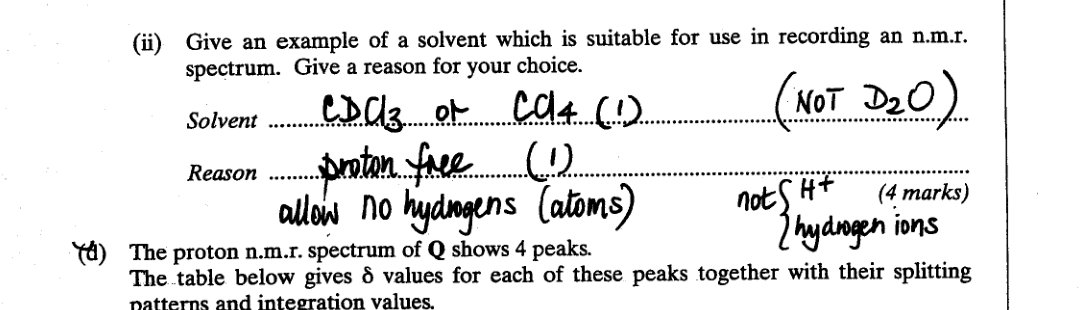 (ii) Give an example of a solvent which is suitable for use in recording an n.m.r.
spectrum. Give a reason for your choice.
Solvent CDCl3 or CCl4 (1) (NOT D2O)
Reason proton free (1)
allow no hydrogens (atoms) not { H+ (4 marks)
hydrogen ions
(d) The proton n.m.r. spectrum of Q shows 4 peaks.
The table below gives δ values for each of these peaks together with their splitting
patterns and integration values.